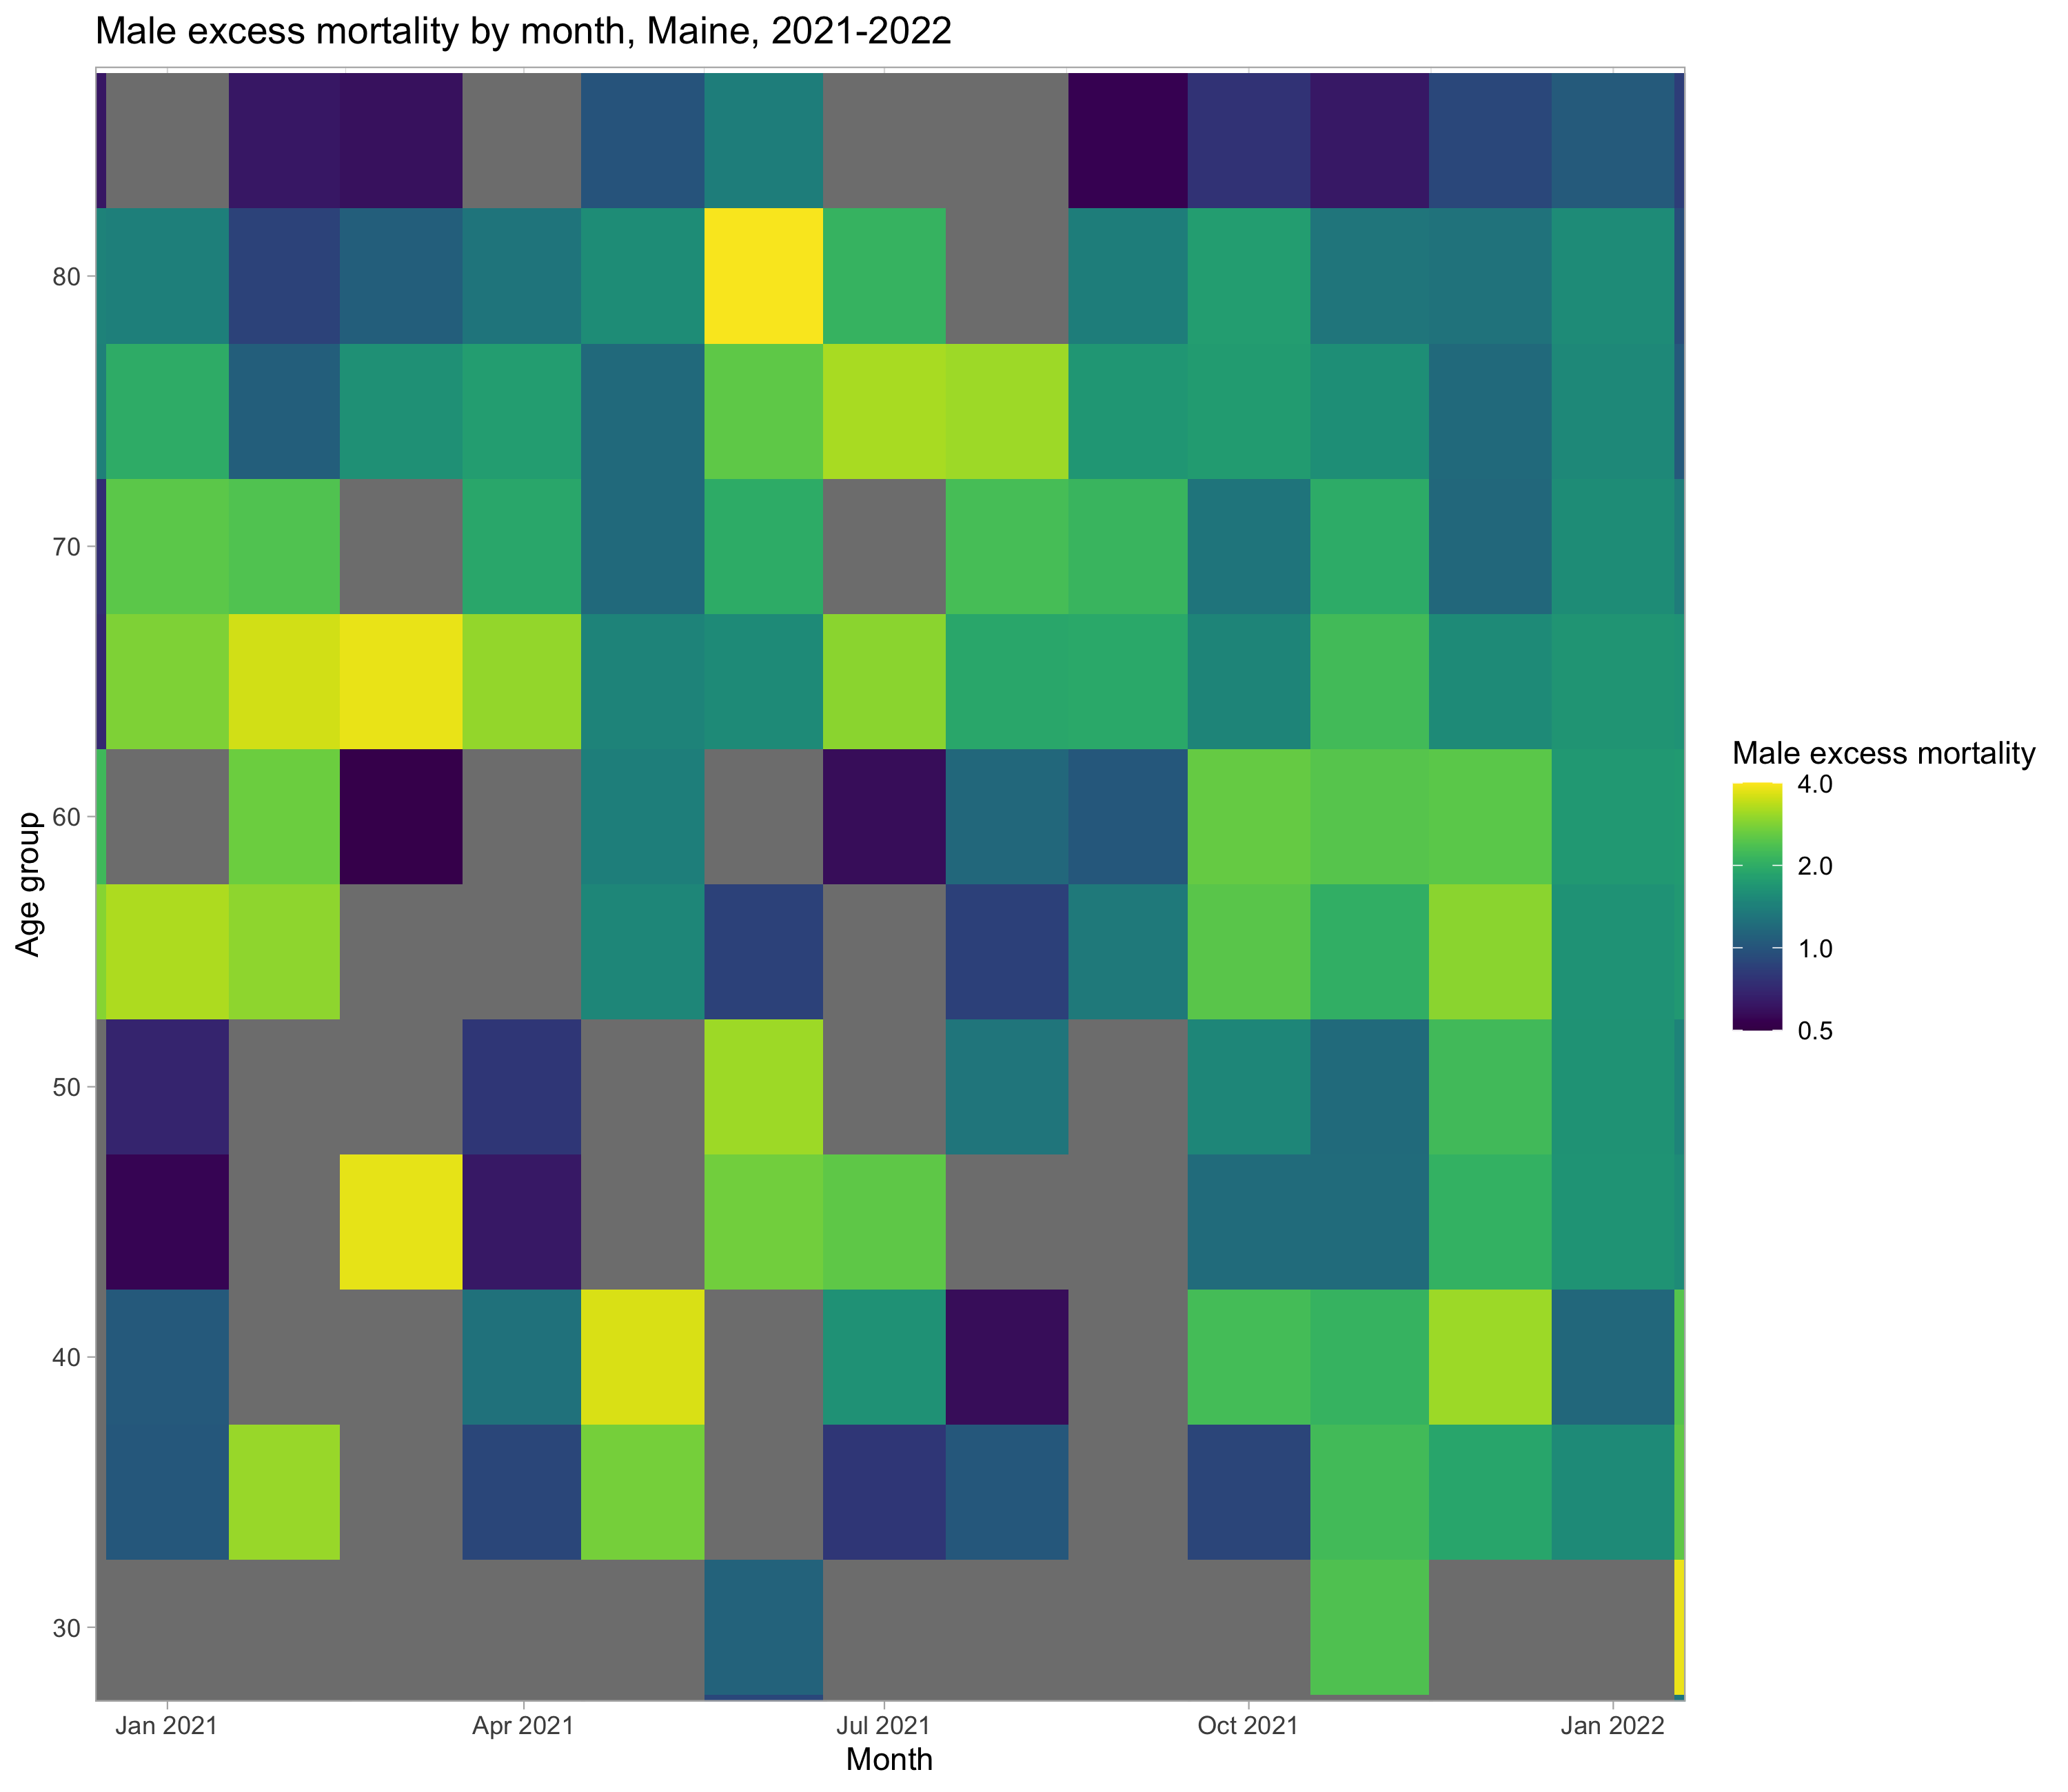 Male excess mortality by month, Maine, 2021-2022
80
70
60
50
40
30
Age group
Jan 2021
Apr 2021
Jul 2021
Oct 2021
Jan 2022
Month
Male excess mortality
4.0
2.0
1.0
0.5